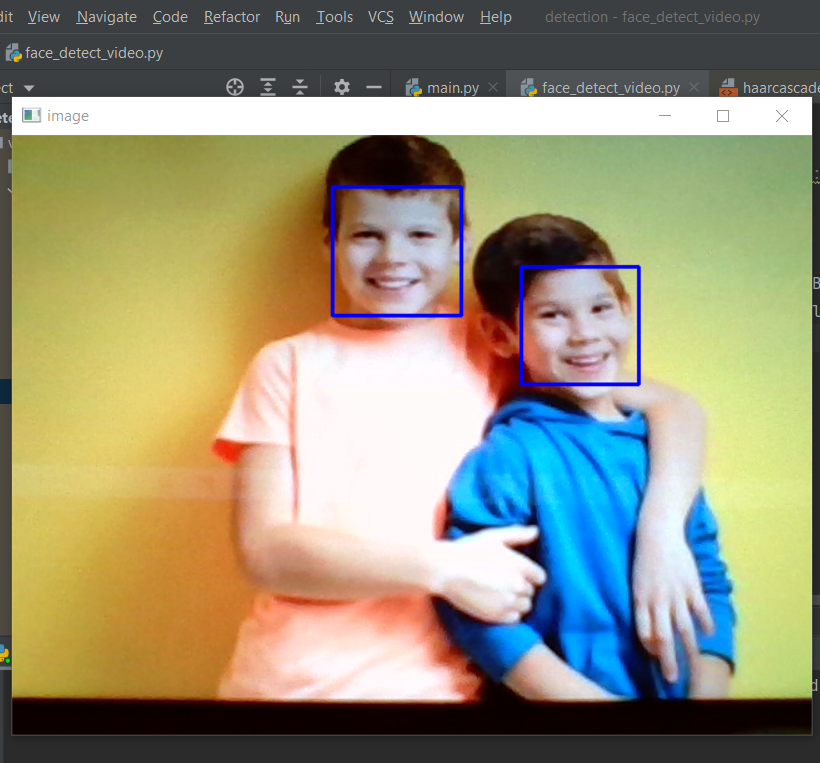 dit View Navigate Code Refactor Run Tools VCS Window Help detection - face_detect_video.py
face_detect_video.py
ct main.py face_detect_video.py haarcascade
image